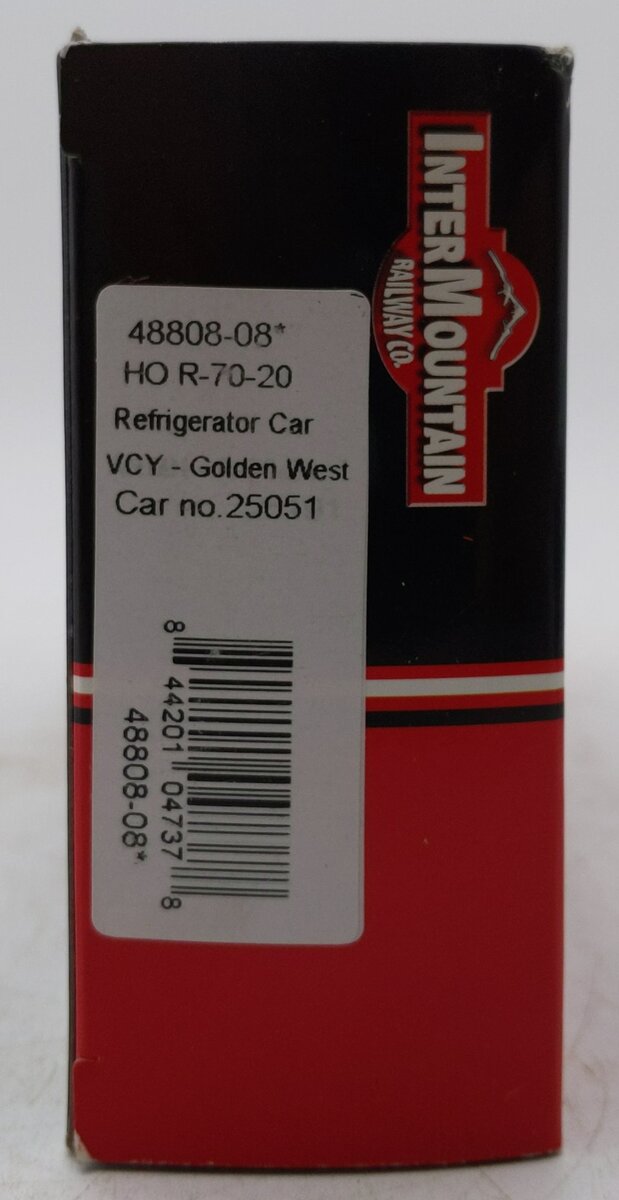 INTERMOUNTAIN
RAILWAY CO.
48808-08*
HO R-70-20
Refrigerator Car
VCY - Golden West
Car no.25051
8 44201 04737 8
48808-08*